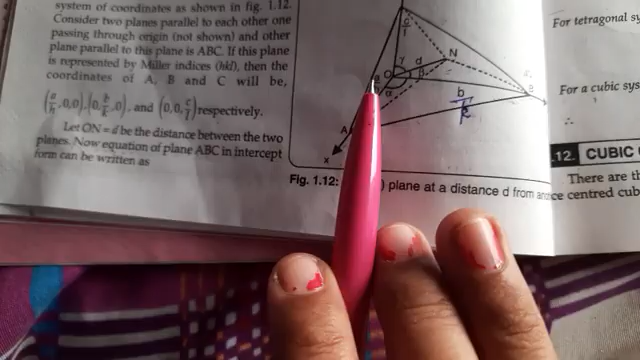 system of coordinates as shown in fig. 1.12.
Consider two planes parallel to each other one
passing through origin (not shown) and other
plane parallel to this plane is ABC. If this plane
is represented by Miller indices (hkl), then the
coordinates of A, B and C will be,
(a/h, 0,0), (0, b/k, 0), and (0,0, c/l) respectively.
Let ON = d be the distance between the two
planes. Now equation of plane ABC in intercept
form can be written as
c/l
N
γ d
O β
α
b
k
B
A
x
Fig. 1.12: ) plane at a distance d from
For tetragonal sy
For a cubic sys
∴
.12. CUBIC
There are th
ce centred cub